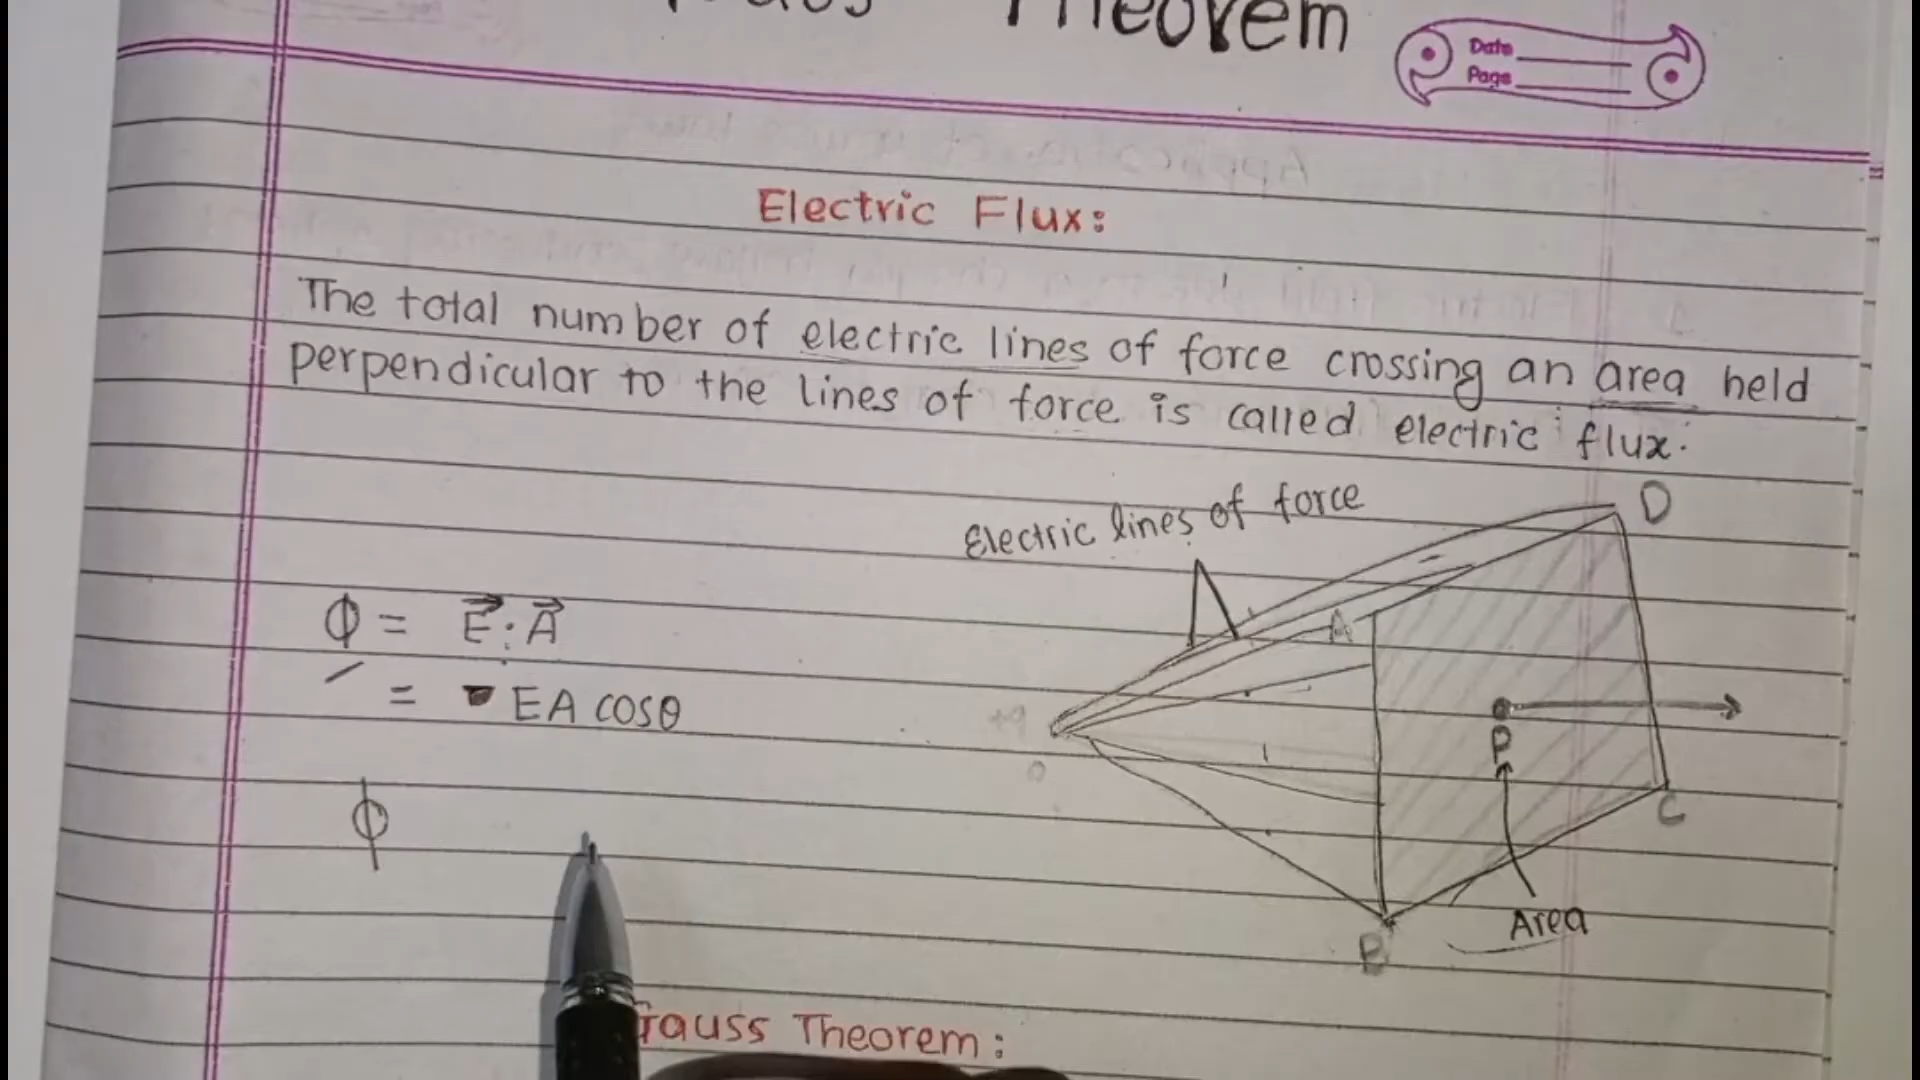 Theorem
Date
Page
Electric Flux:
The total number of electric lines of force crossing an area held
perpendicular to the lines of force is called electric flux.
Electric lines of force
D
A
ϕ = E⃗ · A⃗
= EA cosθ
P
O
C
ϕ
Area
B
Gauss Theorem: